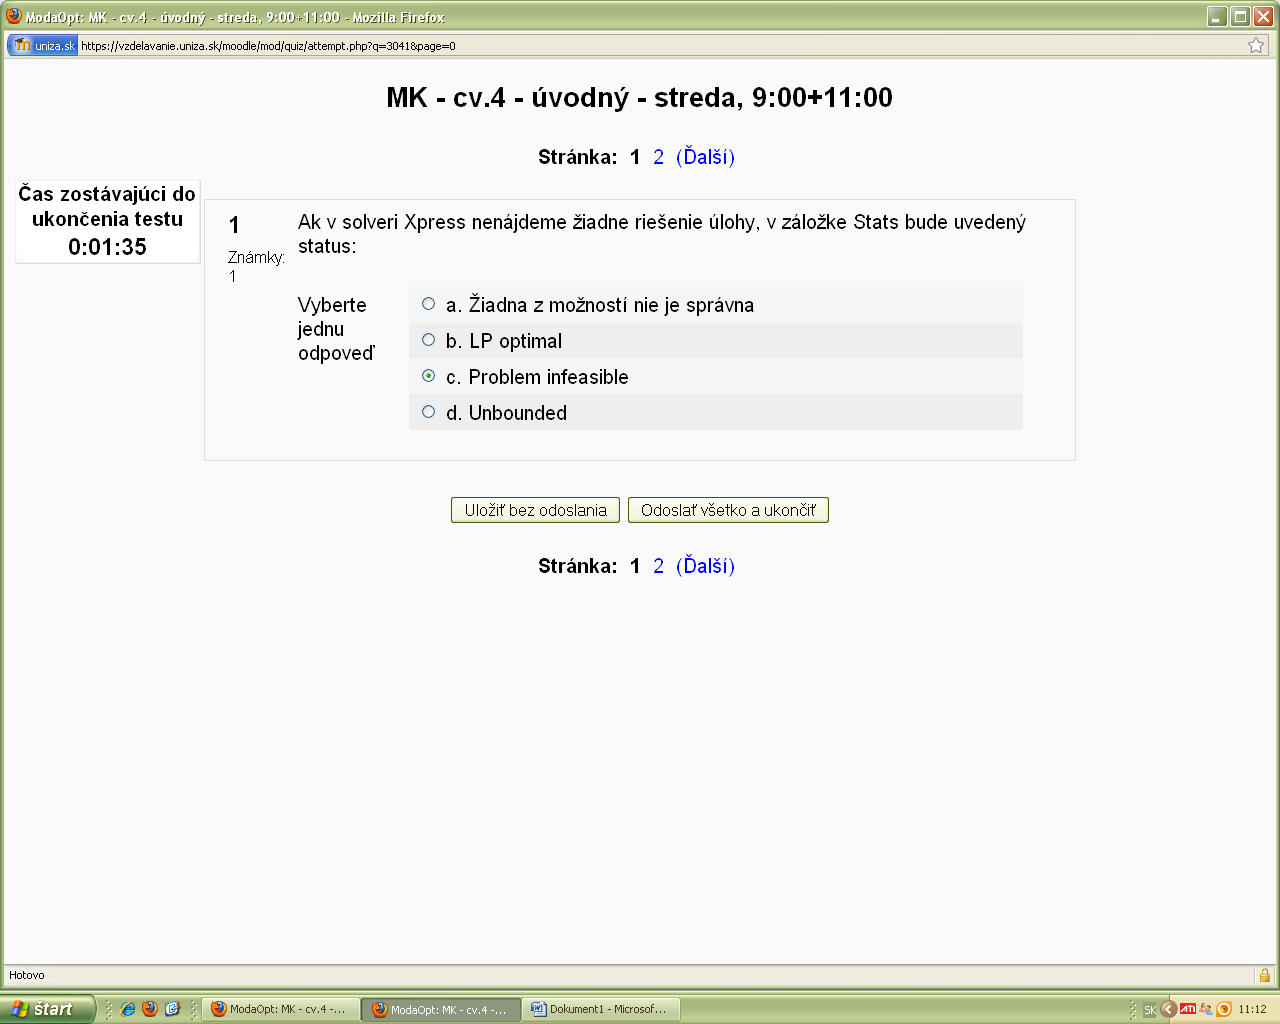 ModaOpt: MK - cv.4 - úvodný - streda, 9:00+11:00 - Mozilla Firefox
uniza.sk https://vzdelavanie.uniza.sk/moodle/mod/quiz/attempt.php?q=3041&page=0
MK - cv.4 - úvodný - streda, 9:00+11:00
Stránka: 1 2 (Ďalší)
Čas zostávajúci do
ukončenia testu
0:01:35
1
Známky:
1
Ak v solveri Xpress nenájdeme žiadne riešenie úlohy, v záložke Stats bude uvedený
status:
Vyberte
jednu
odpoveď
a. Žiadna z možností nie je správna
b. LP optimal
c. Problem infeasible
d. Unbounded
Uložiť bez odoslania Odoslať všetko a ukončiť
Stránka: 1 2 (Ďalší)
Hotovo
štart ModaOpt: MK - cv.4 -... ModaOpt: MK - cv.4 -... Dokument1 - Microsof... SK ATI 11:12